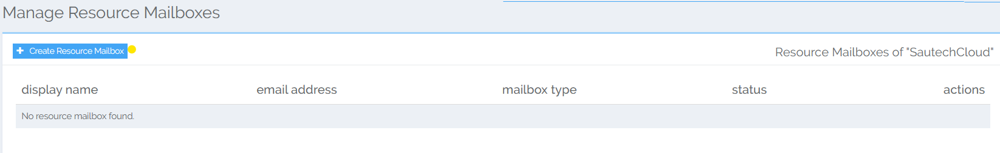 Manage Resource Mailboxes
Create Resource Mailbox
Resource Mailboxes of "SautechCloud"
display name email address mailbox type status actions
No resource mailbox found.